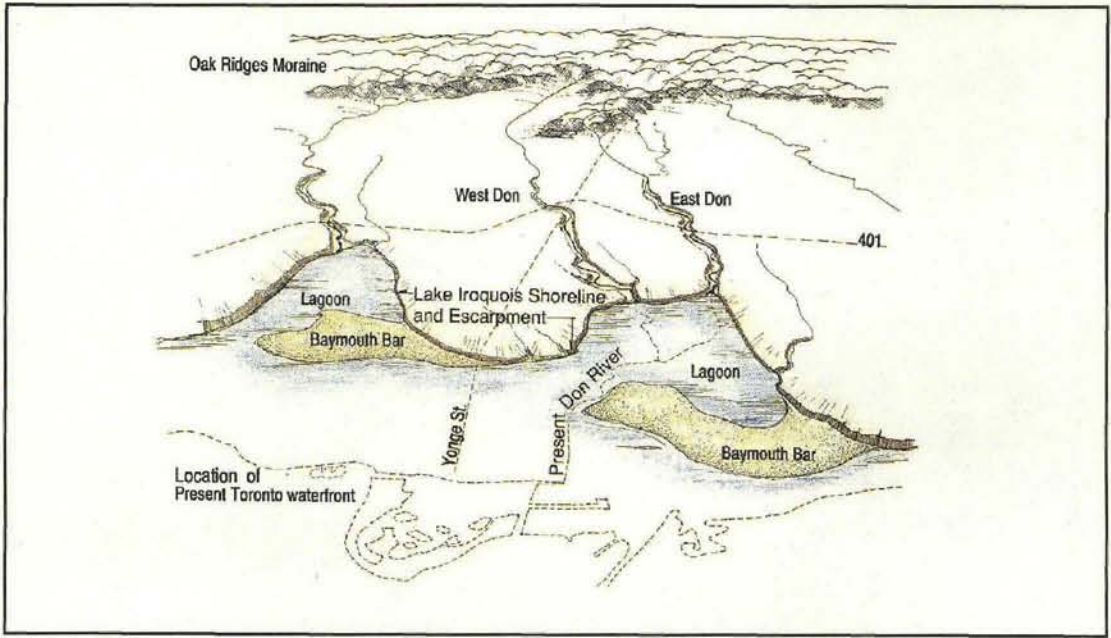 Oak Ridges Moraine
West Don
East Don
401
Lagoon
Lake Iroquois Shoreline
and Escarpment
Baymouth Bar
Lagoon
Present Don River
Yonge St.
Baymouth Bar
Location of
Present Toronto waterfront